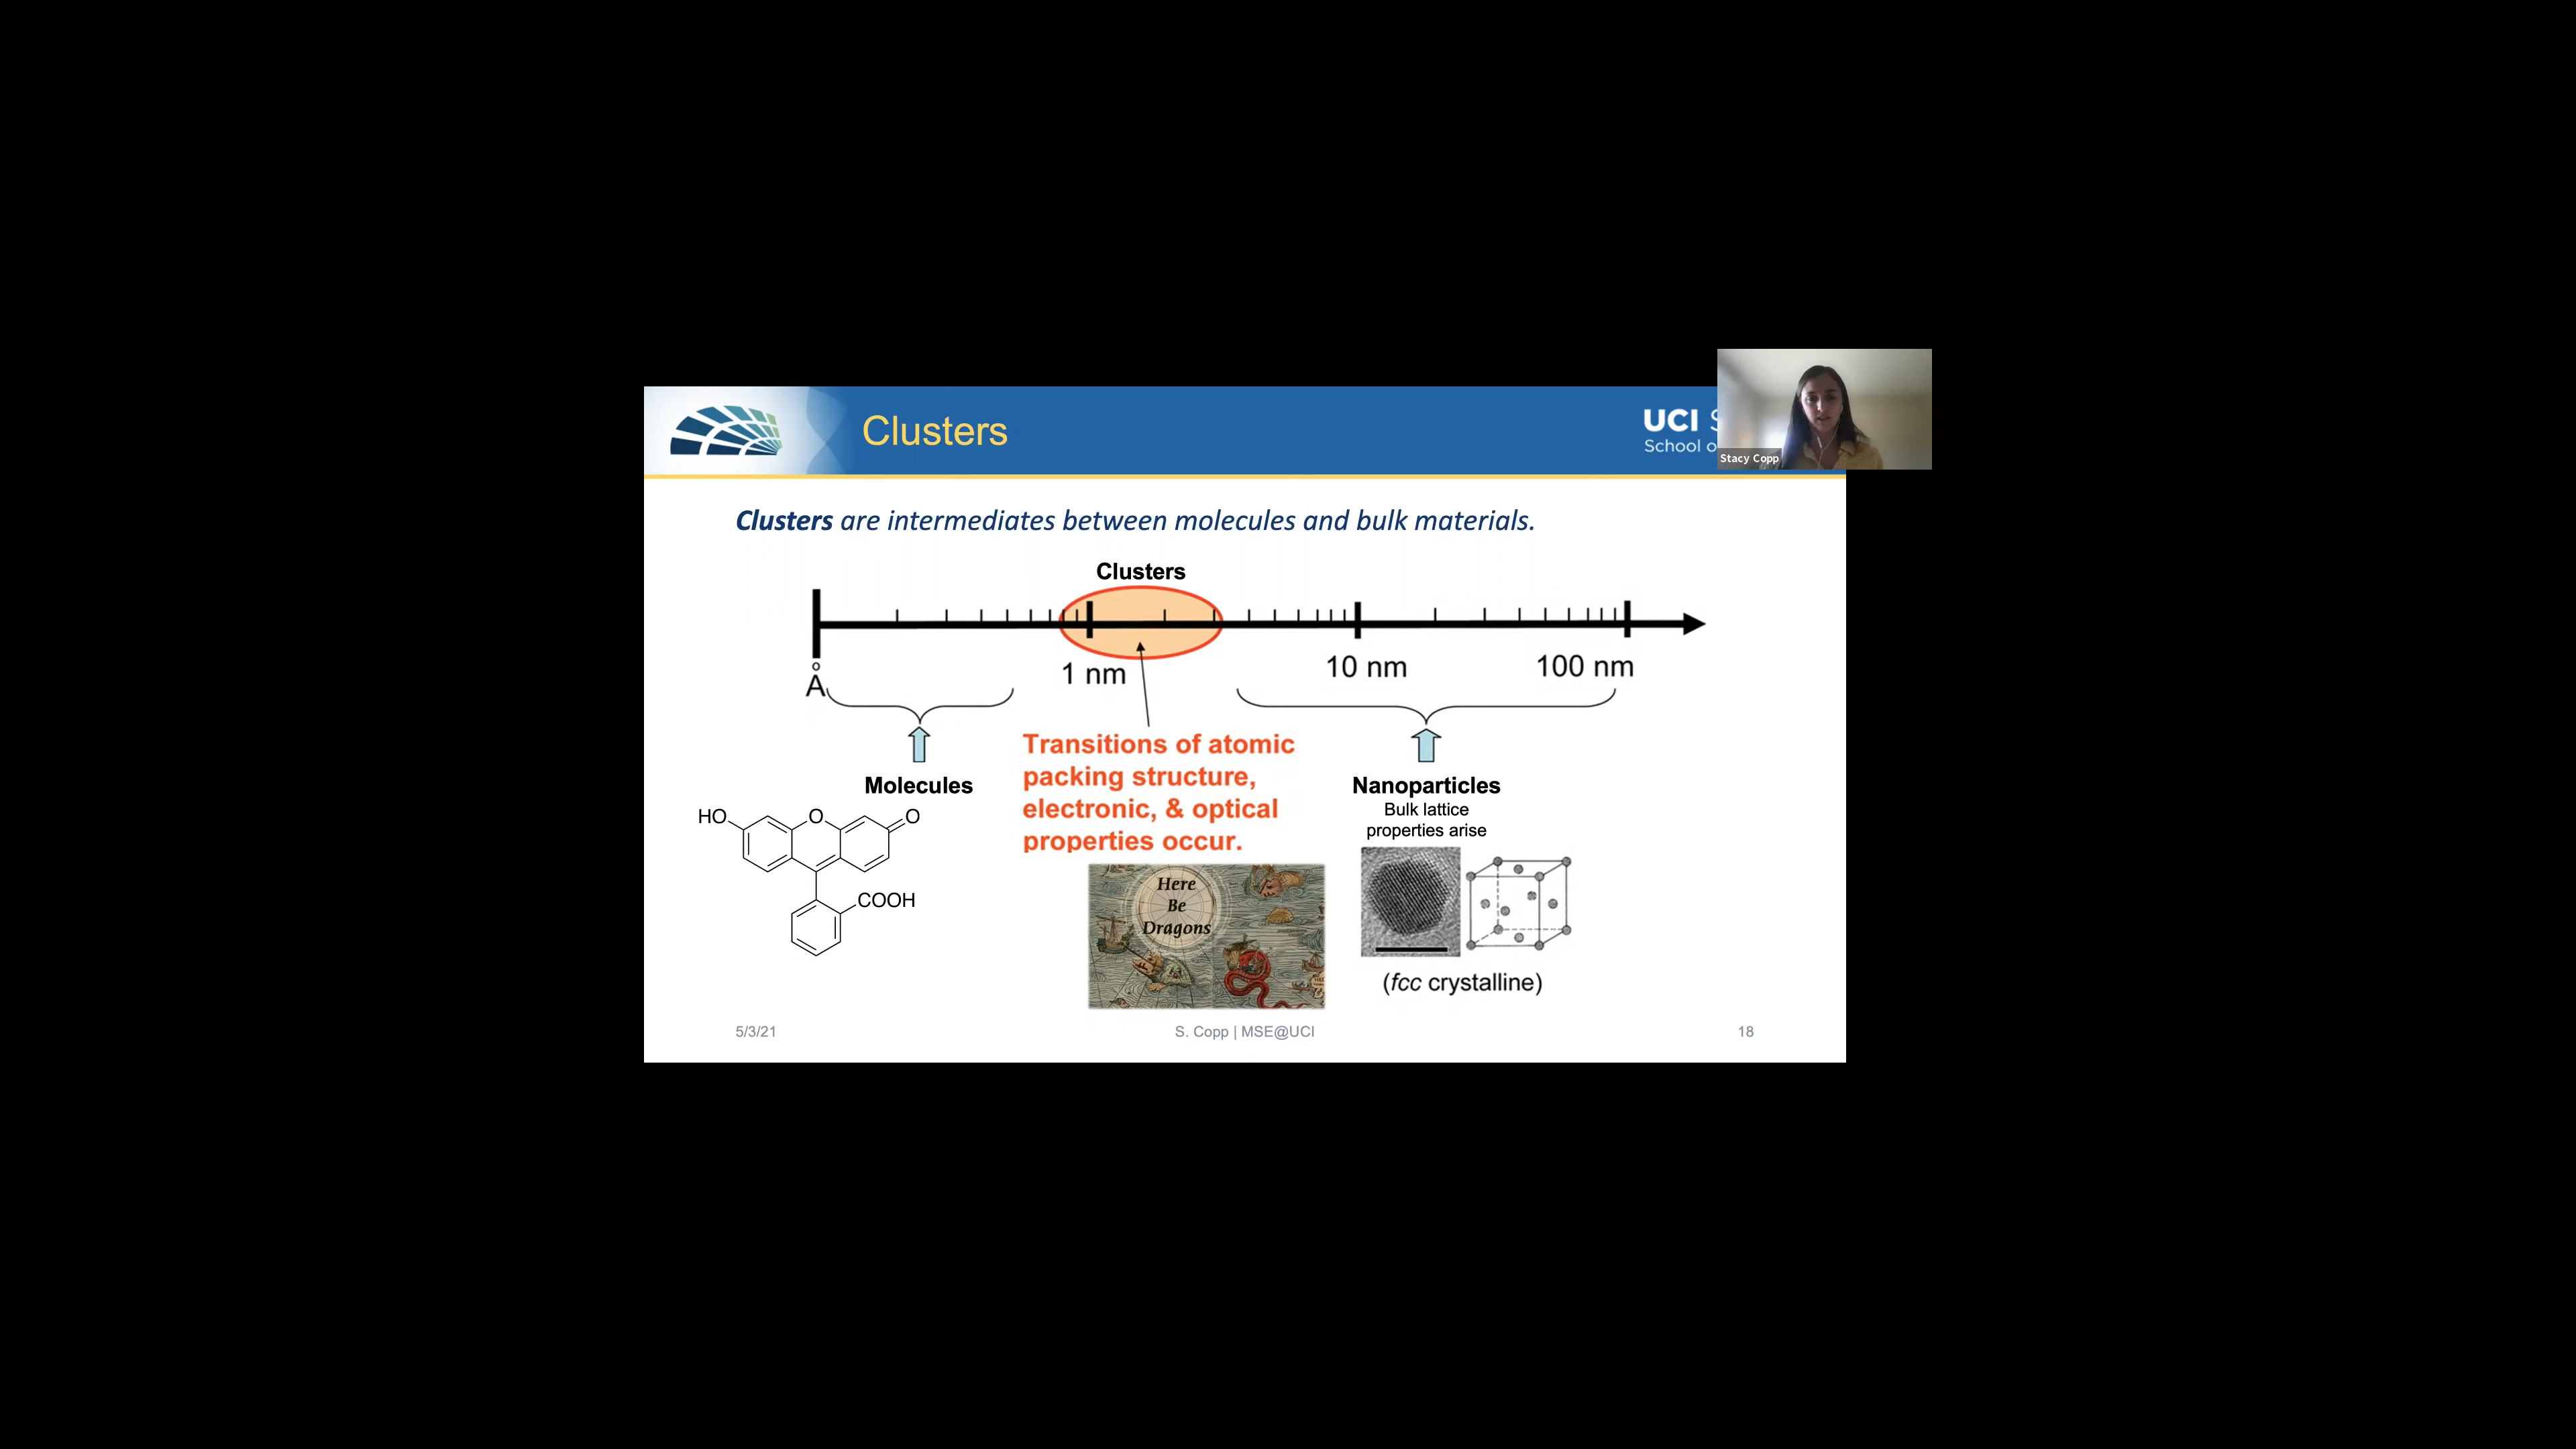 Clusters
UCI
School o
Stacy Copp
Clusters are intermediates between molecules and bulk materials.
Clusters
Å
1 nm
10 nm
100 nm
Transitions of atomic
packing structure,
electronic, & optical
properties occur.
Molecules
HO
O
O
COOH
Nanoparticles
Bulk lattice
properties arise
Here
Be
Dragons
(fcc crystalline)
5/3/21
S. Copp | MSE@UCI
18